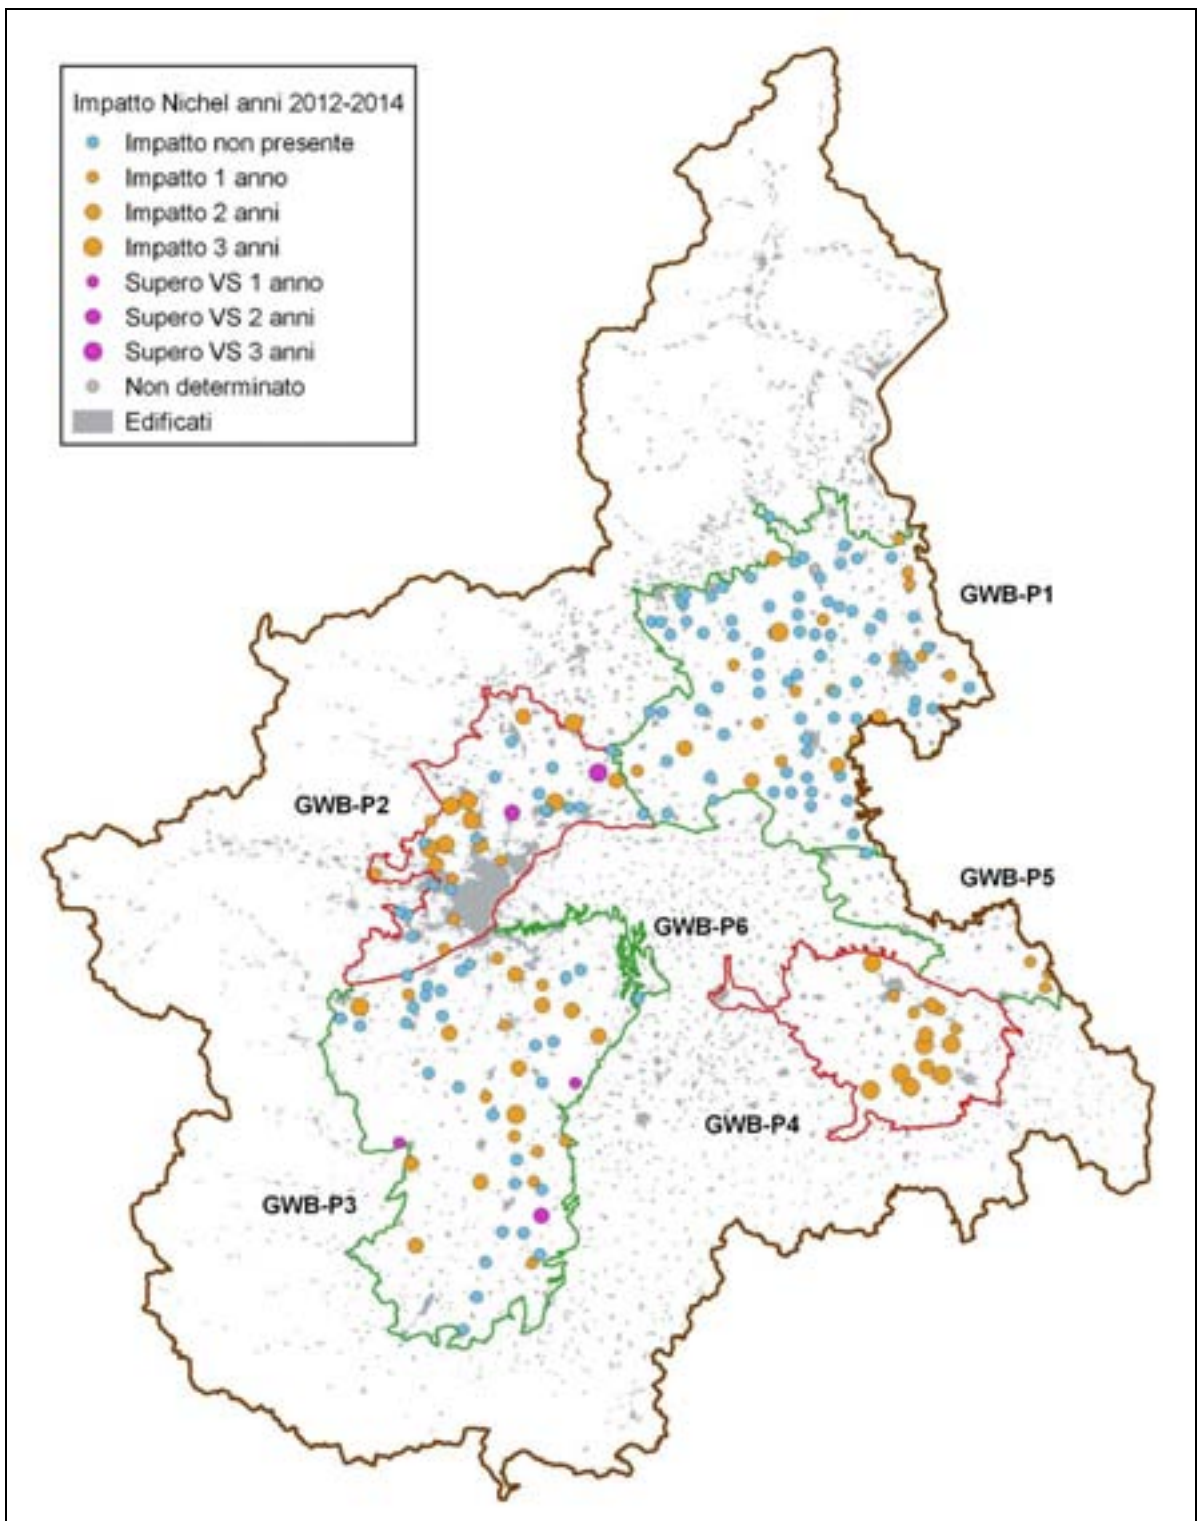 Impatto Nichel anni 2012-2014
Impatto non presente
Impatto 1 anno
Impatto 2 anni
Impatto 3 anni
Supero VS 1 anno
Supero VS 2 anni
Supero VS 3 anni
Non determinato
Edificati
GWB-P1
GWB-P2
GWB-P5
GWB-P6
GWB-P4
GWB-P3